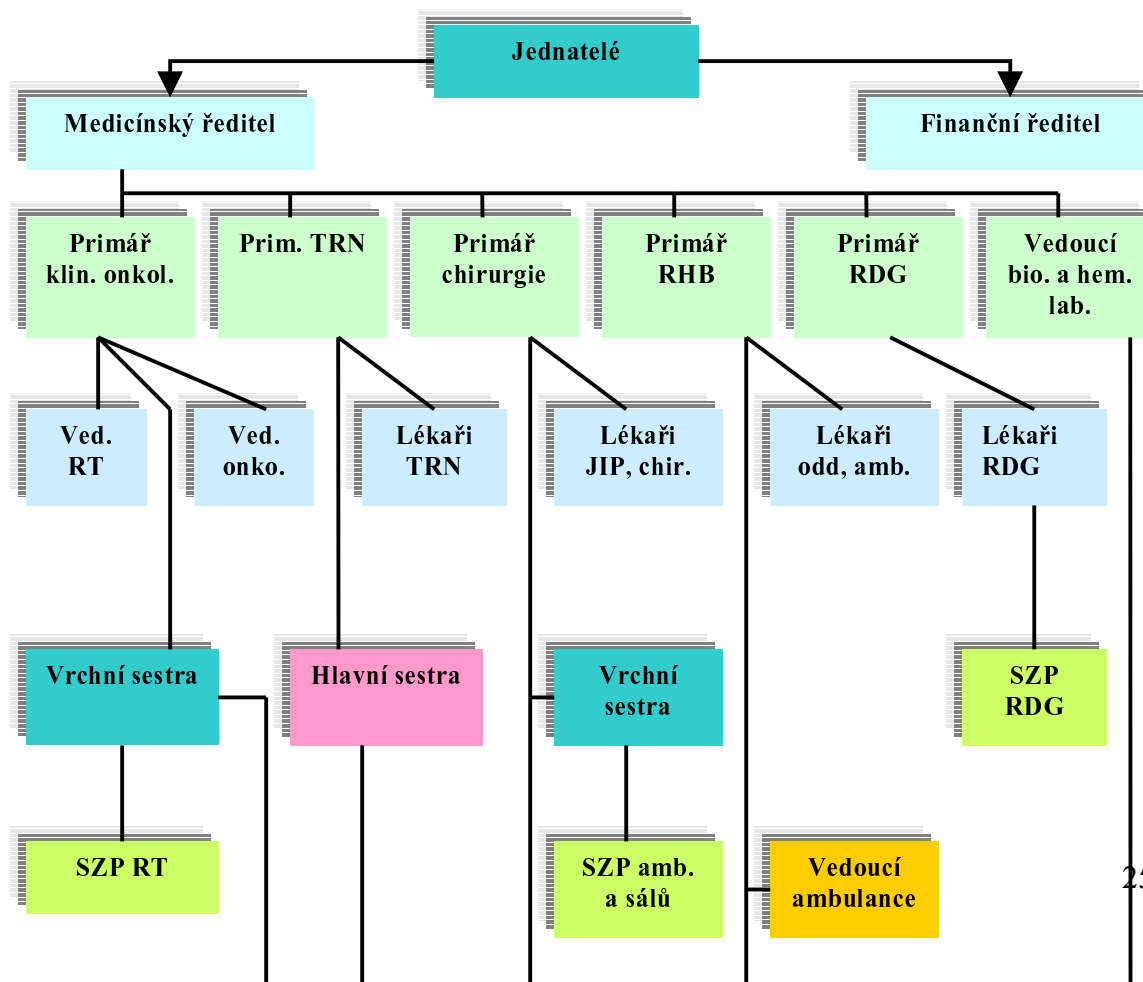 Jednatelé
Medicínský ředitel
Finanční ředitel
Primář
klin. onkol.
Prim. TRN
Primář
chirurgie
Primář
RHB
Primář
RDG
Vedoucí
bio. a hem.
lab.
Ved.
RT
Ved.
onko.
Lékaři
TRN
Lékaři
JIP, chir.
Lékaři
odd, amb.
Lékaři
RDG
Vrchní sestra
Hlavní sestra
Vrchní
sestra
SZP
RDG
SZP RT
SZP amb.
a sálů
Vedoucí
ambulance
25